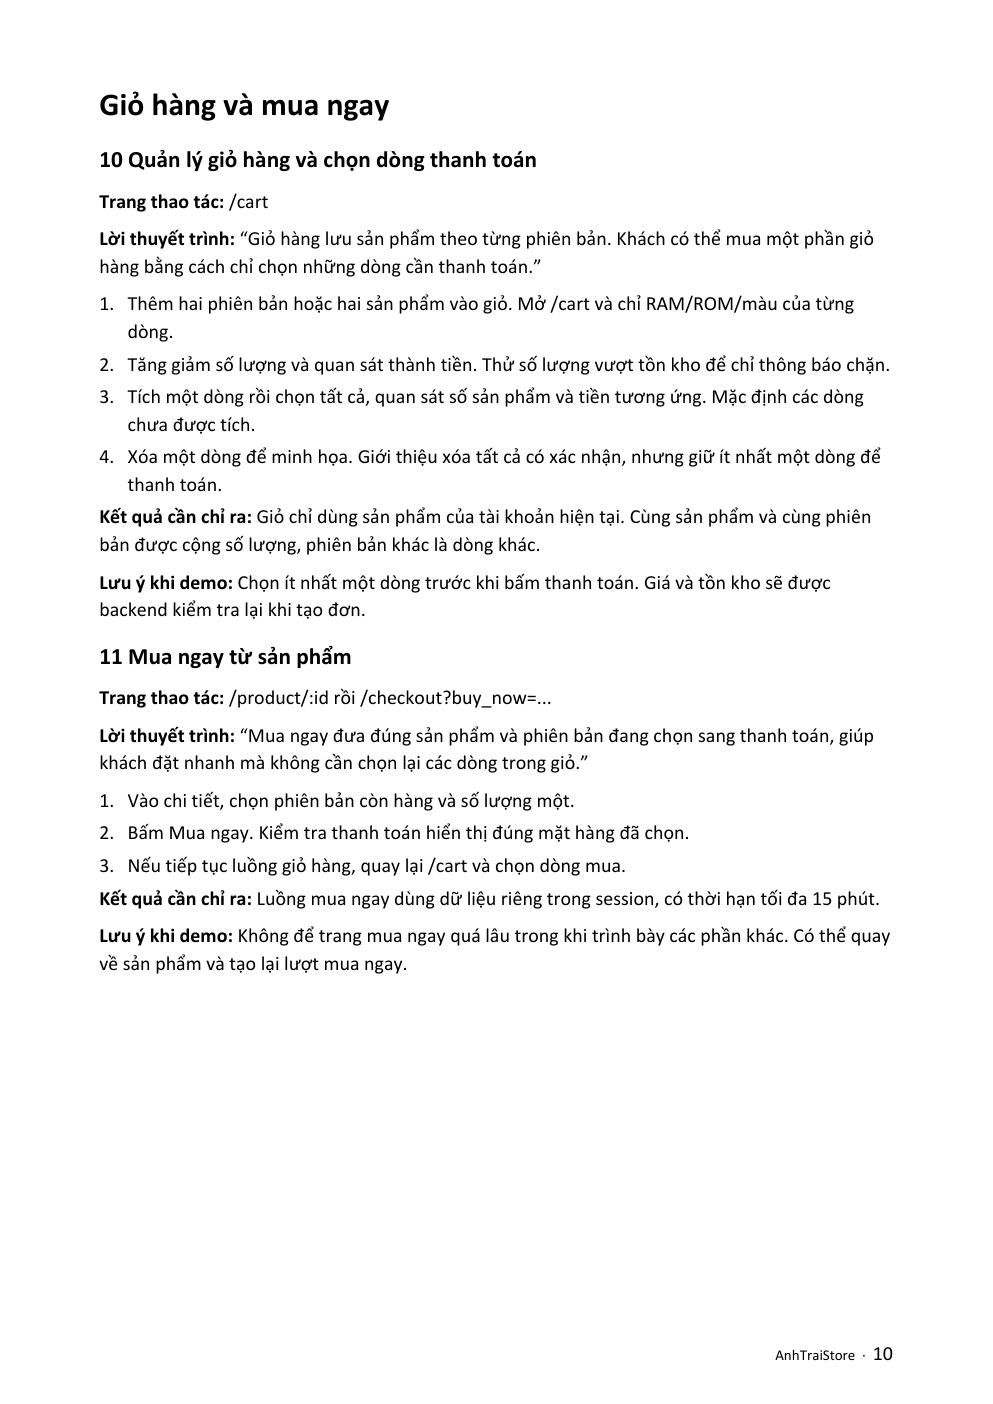 Giỏ hàng và mua ngay
10 Quản lý giỏ hàng và chọn dòng thanh toán
Trang thao tác: /cart
Lời thuyết trình: “Giỏ hàng lưu sản phẩm theo từng phiên bản. Khách có thể mua một phần giỏ
hàng bằng cách chỉ chọn những dòng cần thanh toán.”
1. Thêm hai phiên bản hoặc hai sản phẩm vào giỏ. Mở /cart và chỉ RAM/ROM/màu của từng
dòng.
2. Tăng giảm số lượng và quan sát thành tiền. Thử số lượng vượt tồn kho để chỉ thông báo chặn.
3. Tích một dòng rồi chọn tất cả, quan sát số sản phẩm và tiền tương ứng. Mặc định các dòng
chưa được tích.
4. Xóa một dòng để minh họa. Giới thiệu xóa tất cả có xác nhận, nhưng giữ ít nhất một dòng để
thanh toán.
Kết quả cần chỉ ra: Giỏ chỉ dùng sản phẩm của tài khoản hiện tại. Cùng sản phẩm và cùng phiên
bản được cộng số lượng, phiên bản khác là dòng khác.
Lưu ý khi demo: Chọn ít nhất một dòng trước khi bấm thanh toán. Giá và tồn kho sẽ được
backend kiểm tra lại khi tạo đơn.
11 Mua ngay từ sản phẩm
Trang thao tác: /product/:id rồi /checkout?buy_now=...
Lời thuyết trình: “Mua ngay đưa đúng sản phẩm và phiên bản đang chọn sang thanh toán, giúp
khách đặt nhanh mà không cần chọn lại các dòng trong giỏ.”
1. Vào chi tiết, chọn phiên bản còn hàng và số lượng một.
2. Bấm Mua ngay. Kiểm tra thanh toán hiển thị đúng mặt hàng đã chọn.
3. Nếu tiếp tục luồng giỏ hàng, quay lại /cart và chọn dòng mua.
Kết quả cần chỉ ra: Luồng mua ngay dùng dữ liệu riêng trong session, có thời hạn tối đa 15 phút.
Lưu ý khi demo: Không để trang mua ngay quá lâu trong khi trình bày các phần khác. Có thể quay
về sản phẩm và tạo lại lượt mua ngay.
AnhTraiStore · 10